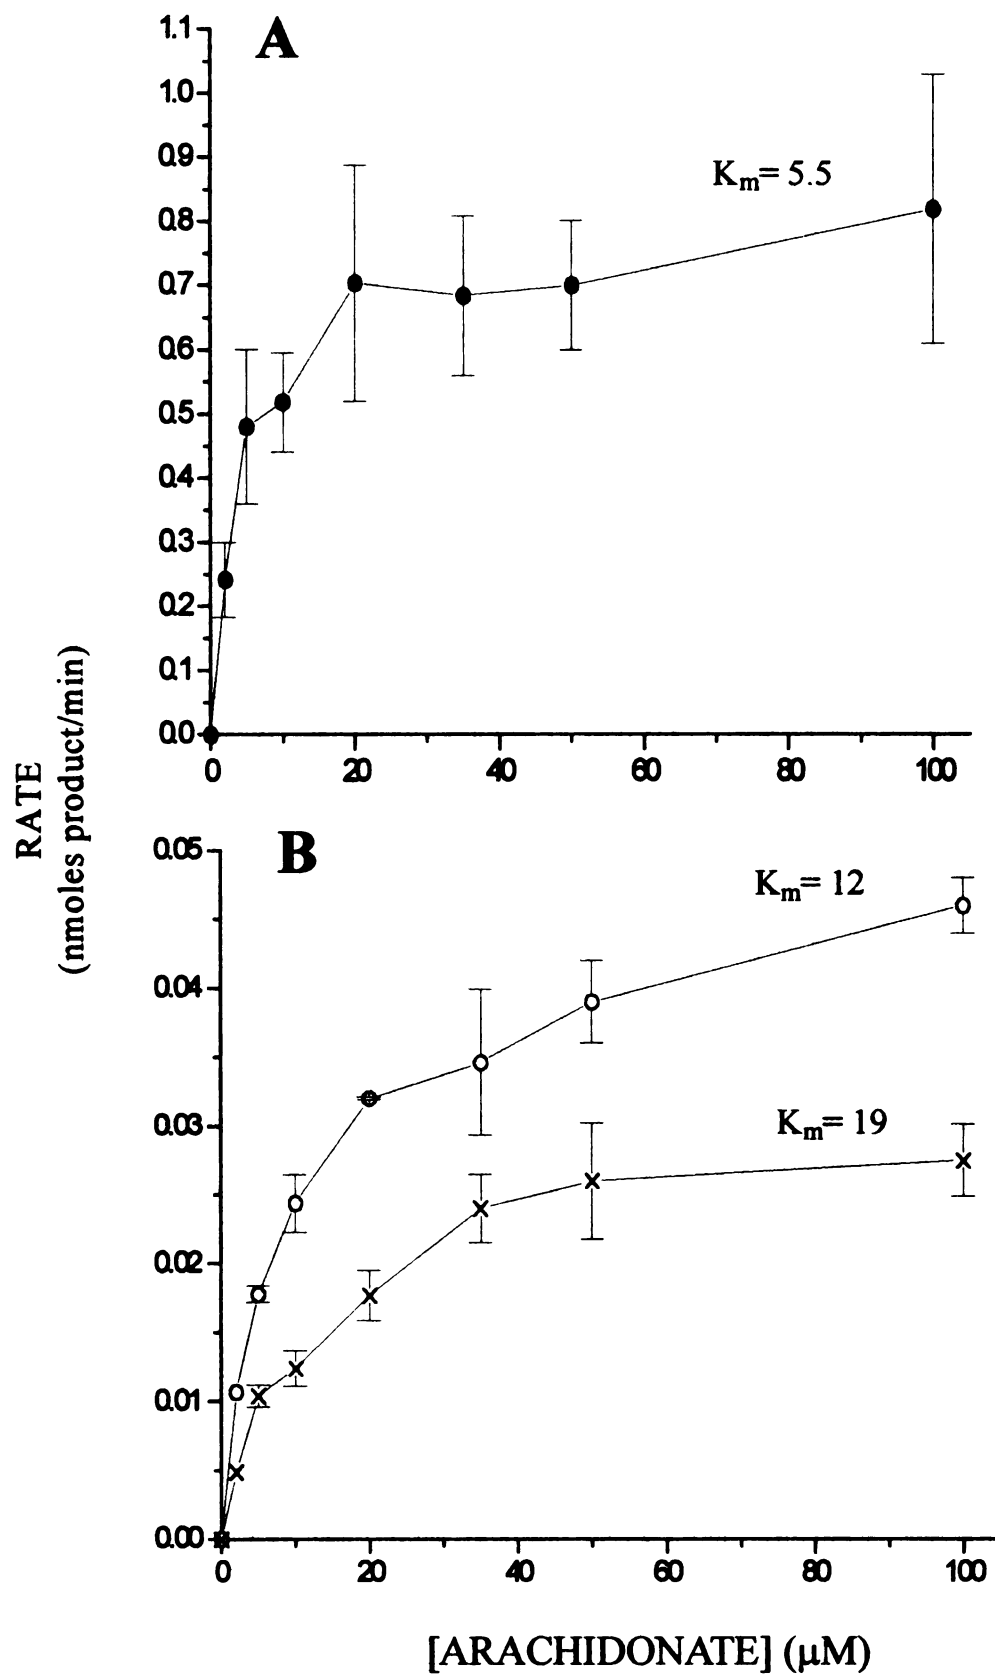 A
1.1
1.0
0.9
0.8
0.7
0.6
0.5
0.4
0.3
0.2
0.1
0.0
K_m= 5.5
0 20 40 60 80 100
RATE
(nmoles product/min)
B
0.05
0.04
0.03
0.02
0.01
0.00
K_m= 12
K_m= 19
0 20 40 60 80 100
[ARACHIDONATE] (μM)